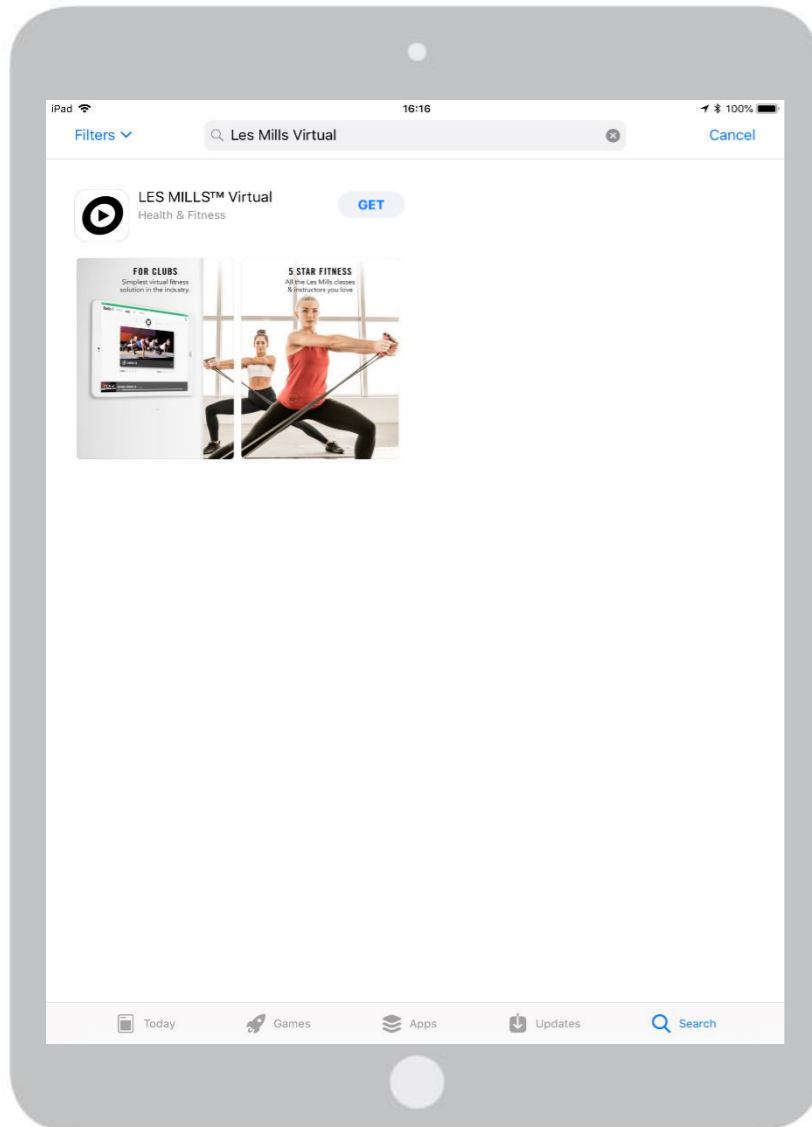 iPad 16:16 100%
Filters Les Mills Virtual Cancel
LES MILLS™ Virtual
Health & Fitness
GET
FOR CLUBS
Simplest virtual fitness
solution in the industry.
5 STAR FITNESS
All the Les Mills classes
& instructors you love
Today Games Apps Updates Search